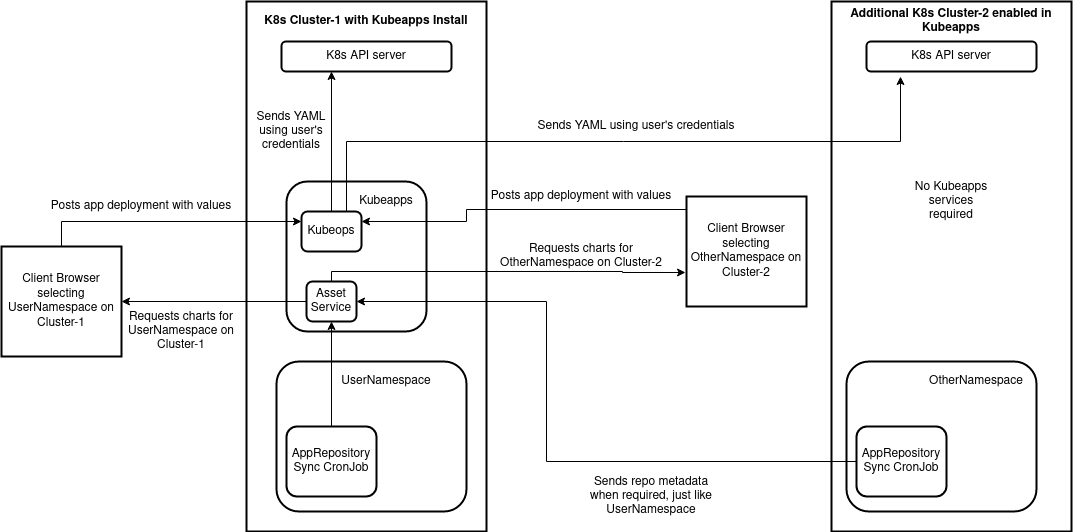 K8s Cluster-1 with Kubeapps Install
K8s API server
Sends YAML
using user's
credentials
Additional K8s Cluster-2 enabled in
Kubeapps
K8s API server
Sends YAML using user's credentials
No Kubeapps
services
required
Posts app deployment with values
Kubeapps
Kubeops
Posts app deployment with values
Client Browser
selecting
OtherNamespace on
Cluster-2
Requests charts for
OtherNamespace on Cluster-2
Client Browser
selecting
UserNamespace on
Cluster-1
Asset
Service
Requests charts for
UserNamespace on
Cluster-1
UserNamespace
AppRepository
Sync CronJob
OtherNamespace
AppRepository
Sync CronJob
Sends repo metadata
when required, just like
UserNamespace